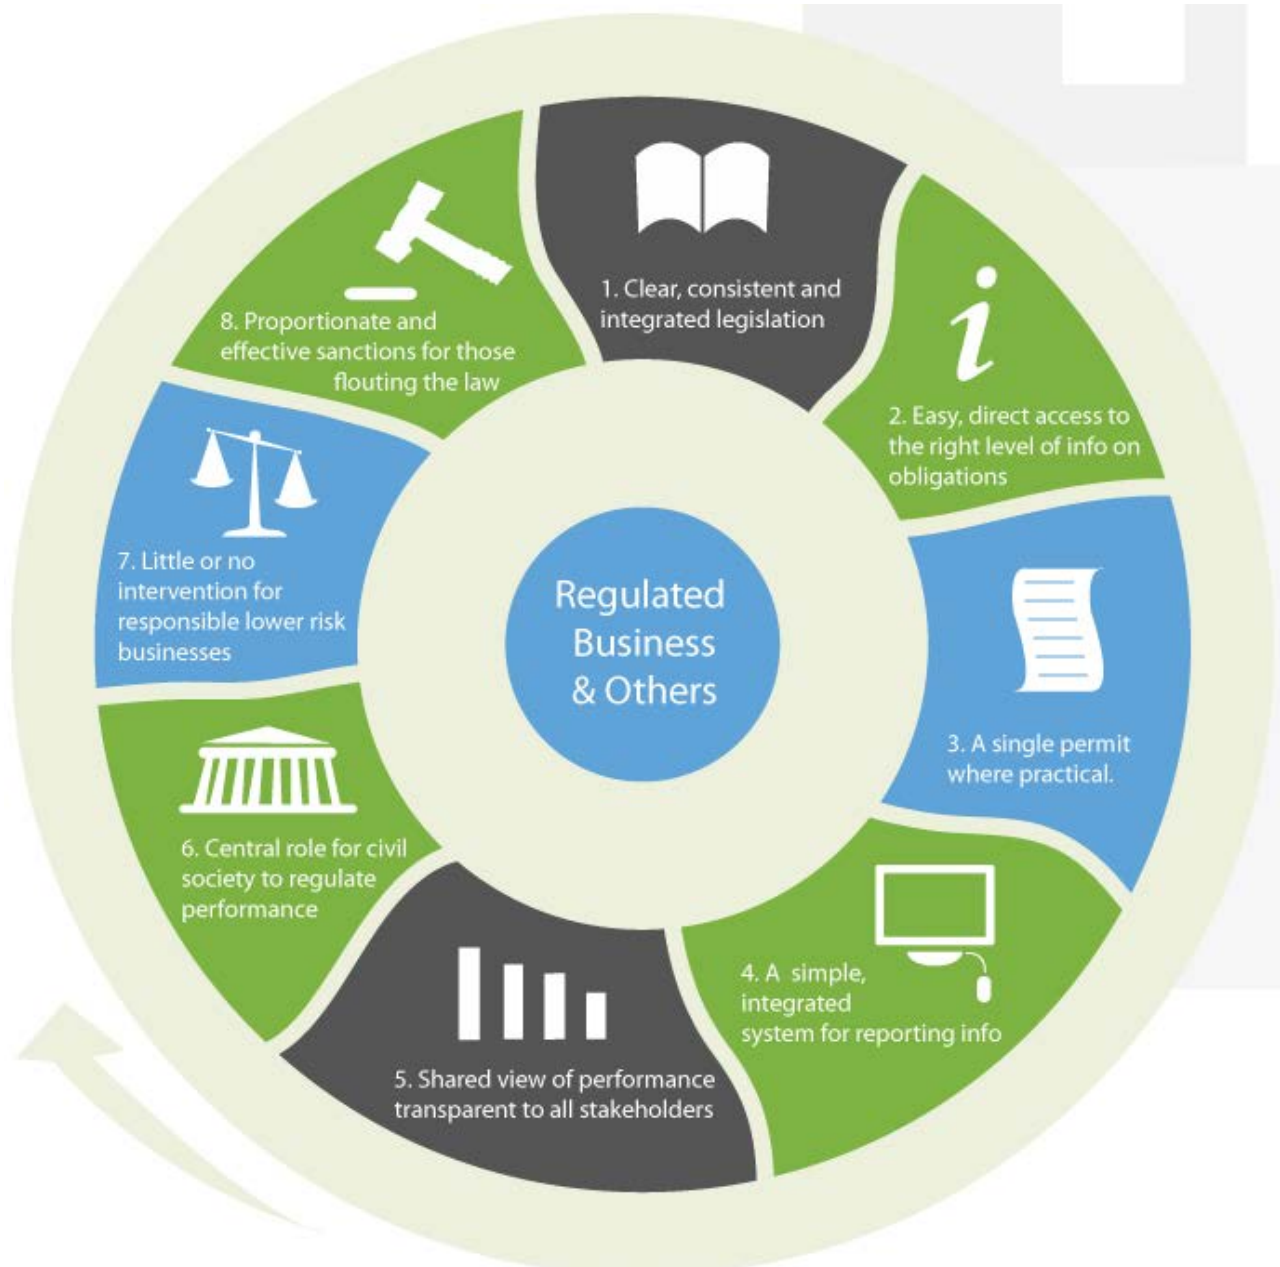 1. Clear, consistent and
integrated legislation
2. Easy, direct access to
the right level of info on
obligations
3. A single permit
where practical.
4. A simple,
integrated
system for reporting info
5. Shared view of performance
transparent to all stakeholders
6. Central role for civil
society to regulate
performance
7. Little or no
intervention for
responsible lower risk
businesses
8. Proportionate and
effective sanctions for those
flouting the law
Regulated
Business
& Others